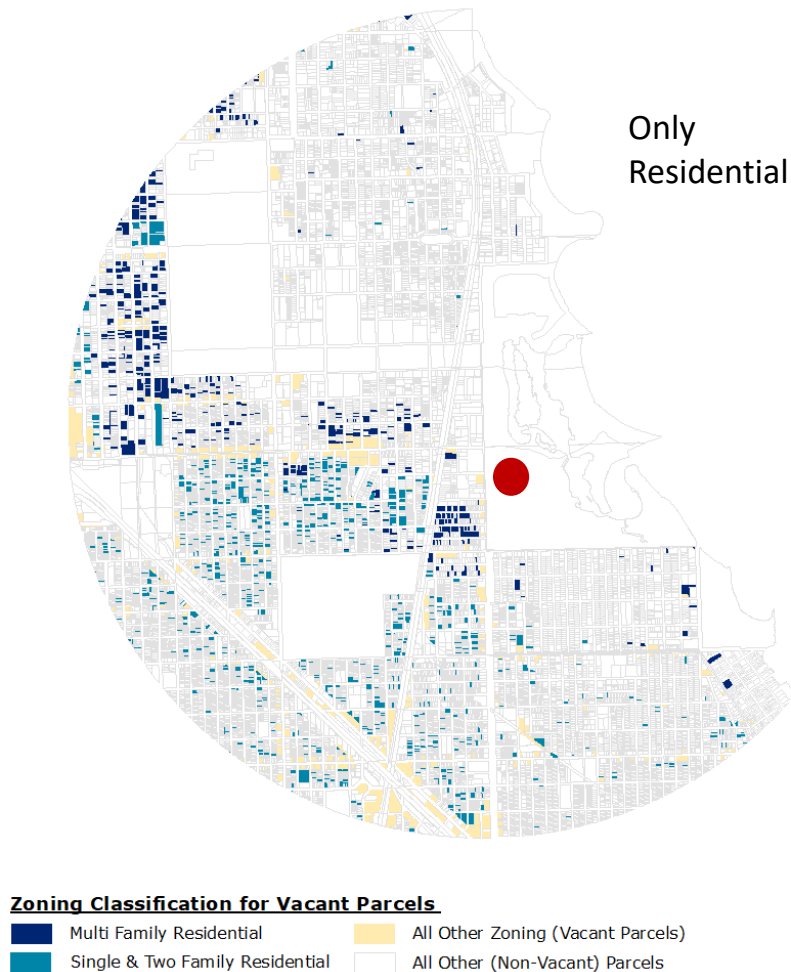 Only
Residential
Zoning Classification for Vacant Parcels
Multi Family Residential
All Other Zoning (Vacant Parcels)
Single & Two Family Residential
All Other (Non-Vacant) Parcels